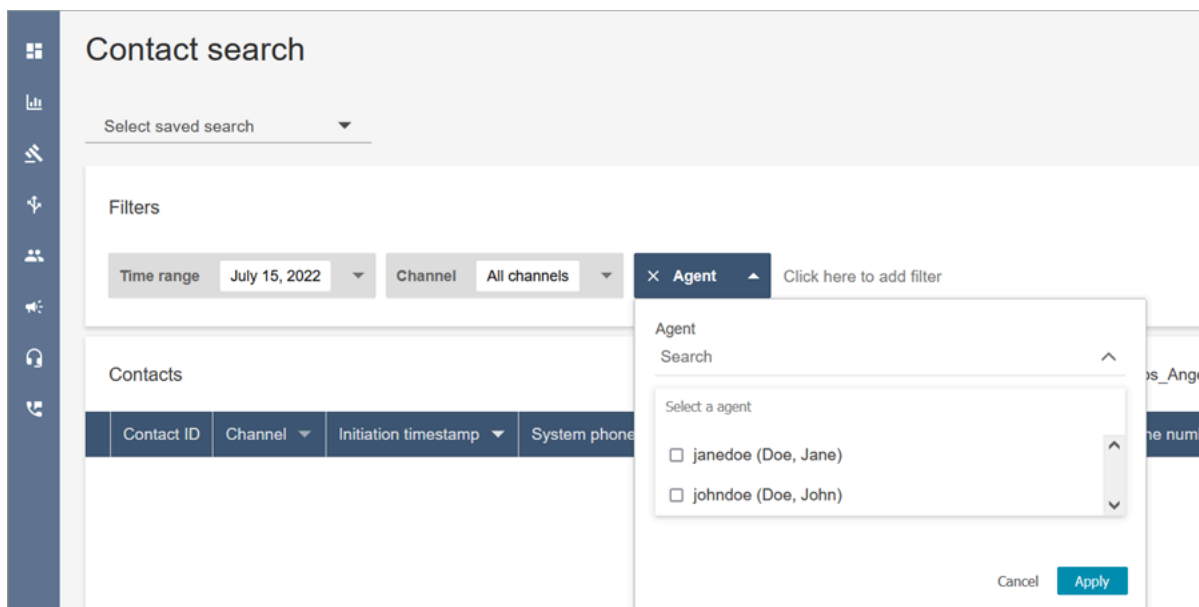 Contact search
Select saved search
Filters
Time range July 15, 2022 Channel All channels Agent Click here to add filter
Agent
Search
Contacts
Select a agent
Contact ID Channel Initiation timestamp System phone
janedoe (Doe, Jane)
johndoe (Doe, John)
Cancel Apply